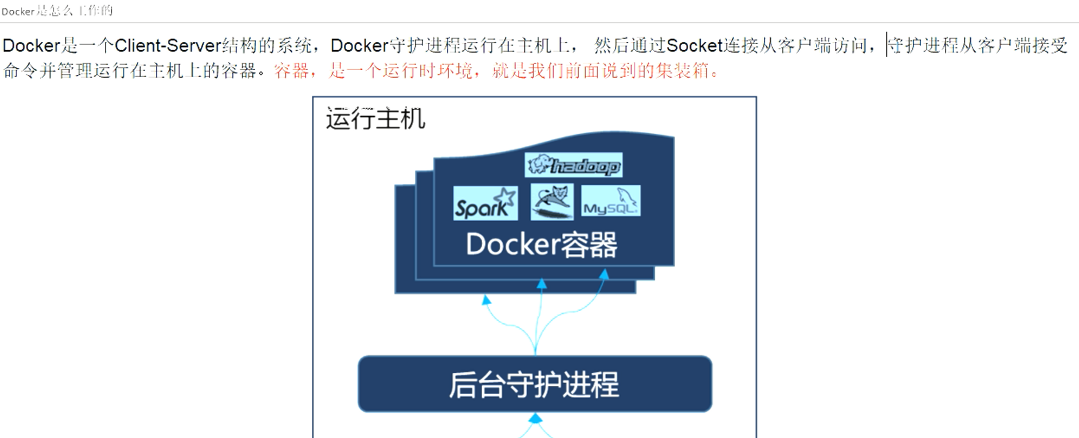 Docker是怎么工作的
Docker是一个Client-Server结构的系统，Docker守护进程运行在主机上， 然后通过Socket连接从客户端访问，守护进程从客户端接受
命令并管理运行在主机上的容器。容器，是一个运行时环境，就是我们前面说到的集装箱。
运行主机
hadoop
Spark
MySQL
Docker容器
后台守护进程